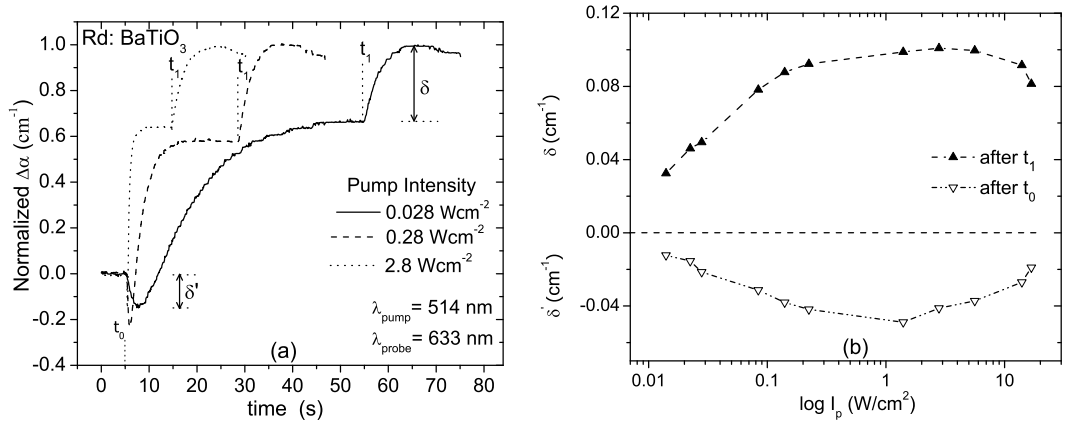 Rd: BaTiO3
Normalized Δα (cm-1)
1.0
0.8
0.6
0.4
0.2
0.0
-0.2
-0.4
t1
t1
t1
δ
δ'
t0
Pump Intensity
0.028 Wcm-2
0.28 Wcm-2
2.8 Wcm-2
λpump= 514 nm
λprobe= 633 nm
(a)
0 10 20 30 40 50 60 70 80
time (s)
0.12
0.08
0.04
0.00
-0.04
δ (cm-1)
δ' (cm-1)
after t1
after t0
(b)
0.01 0.1 1 10
log Ip (W/cm2)